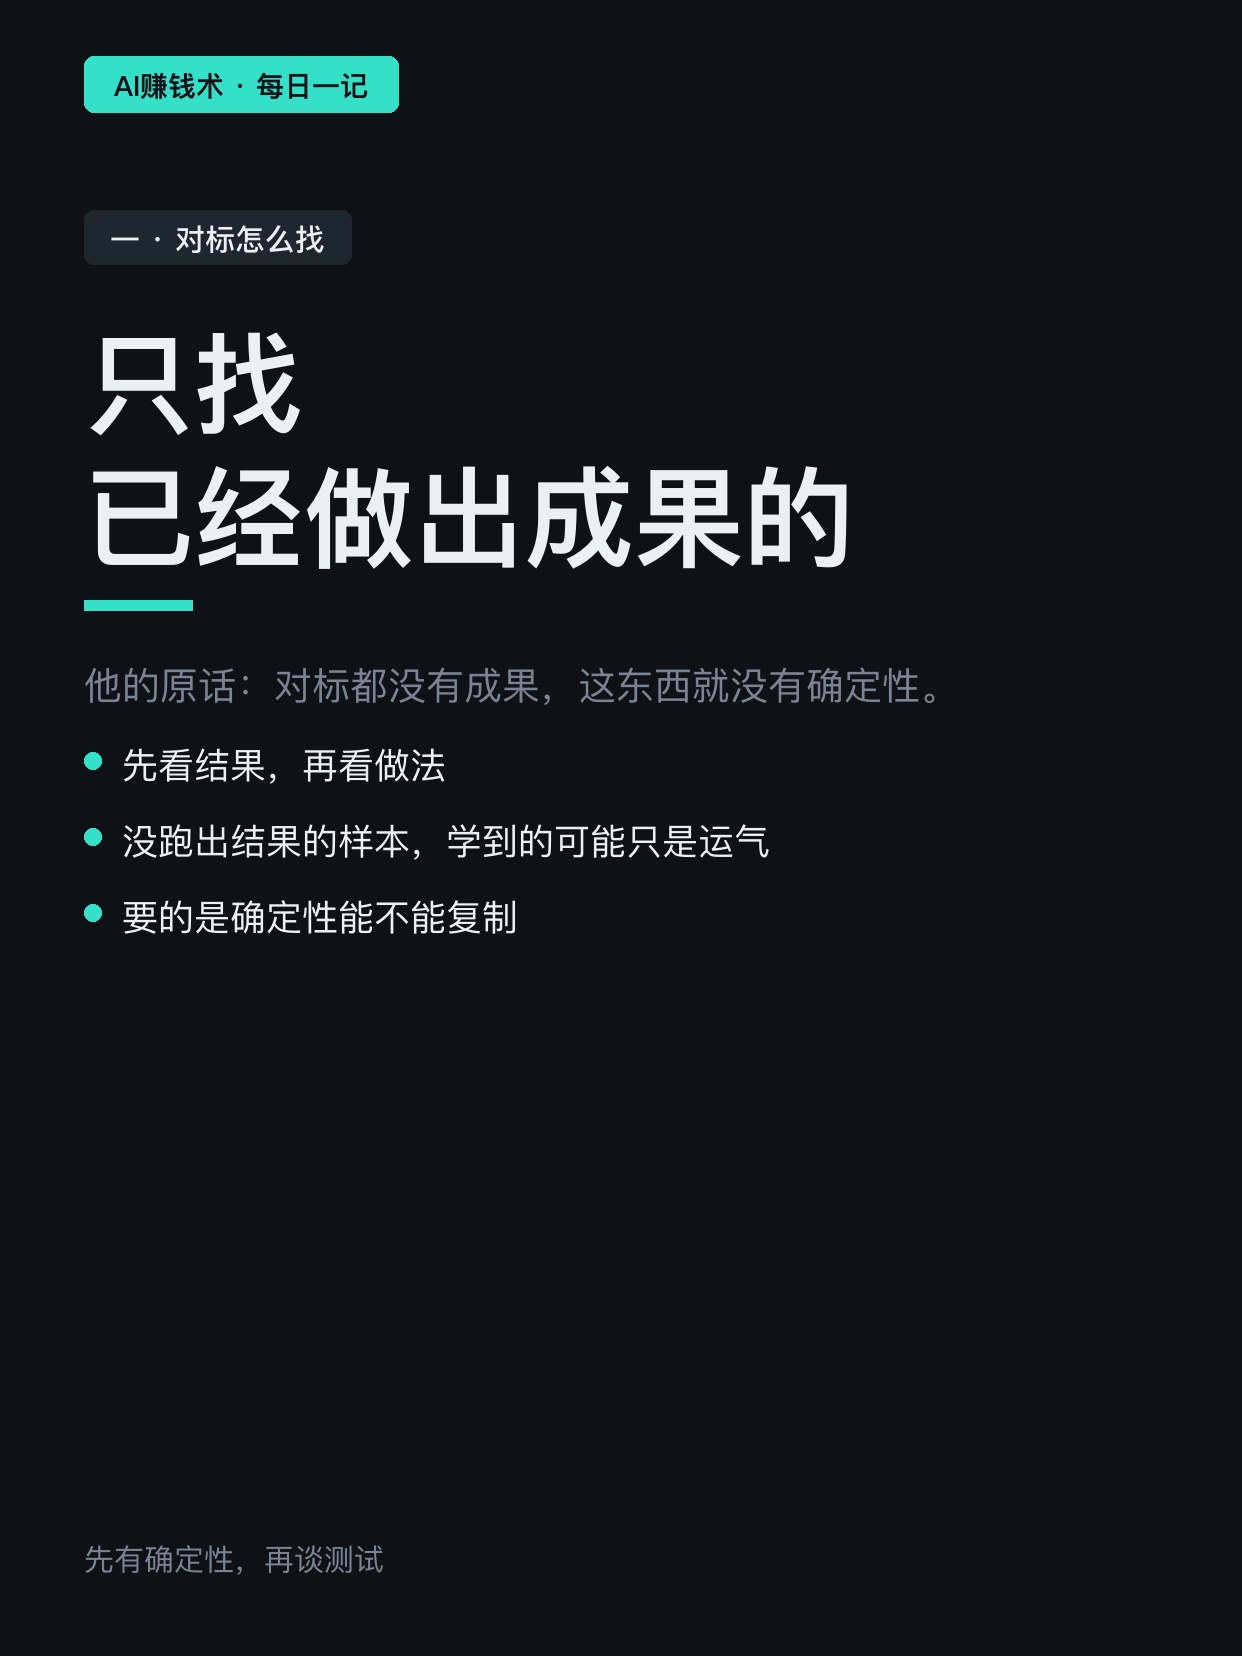 AI赚钱术 · 每日一记
一 · 对标怎么找
只找
已经做出成果的
他的原话：对标都没有成果，这东西就没有确定性。
先看结果，再看做法
没跑出结果的样本，学到的可能只是运气
要的是确定性能不能复制
先有确定性，再谈测试